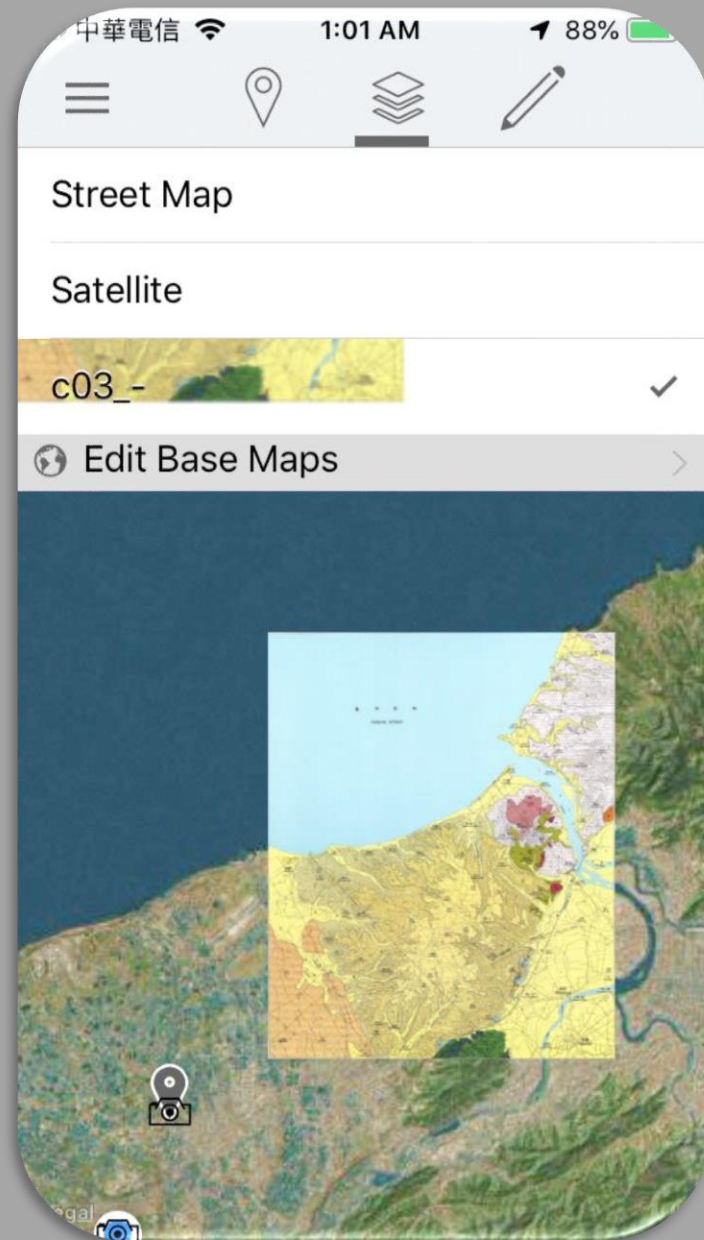 中華電信 1:01 AM 88%
Street Map
Satellite
c03_-
Edit Base Maps